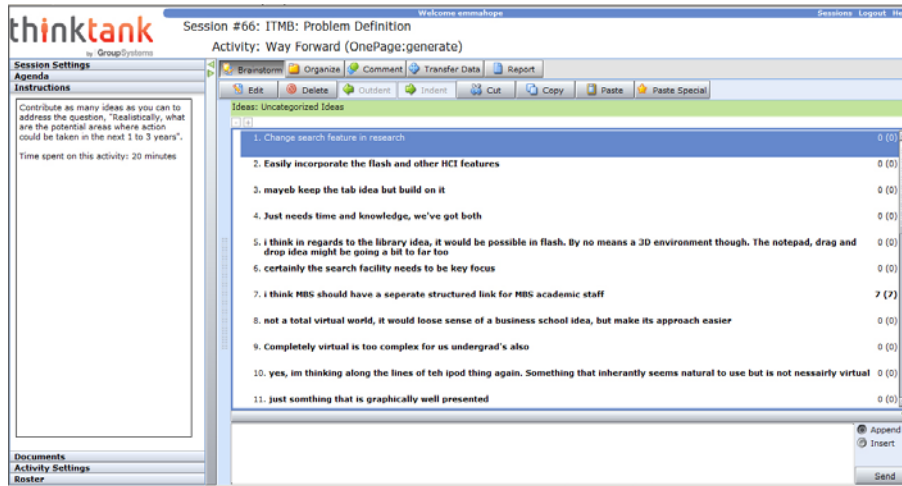 Welcome emmahope
Sessions Logout He
thinktank
by GroupSystems
Session #66: ITMB: Problem Definition
Activity: Way Forward (OnePage:generate)
Session Settings
Agenda
Instructions
Contribute as many ideas as you can to
address the question, "Realistically, what
are the potential areas where action
could be taken in the next 1 to 3 years".
Time spent on this activity: 20 minutes
Documents
Activity Settings
Roster
Brainstorm Organize Comment Transfer Data Report
Edit Delete Outdent Indent Cut Copy Paste Paste Special
Ideas: Uncategorized Ideas
- +
1. Change search feature in research 0 (0)
2. Easily incorporate the flash and other HCI features 0 (0)
3. mayeb keep the tab idea but build on it 0 (0)
4. Just needs time and knowledge, we've got both 0 (0)
5. i think in regards to the library idea, it would be possible in flash. By no means a 3D environment though. The notepad, drag and 0 (0)
drop idea might be going a bit to far too
6. certainly the search facility needs to be key focus 0 (0)
7. i think MBS should have a seperate structured link for MBS academic staff 7 (7)
8. not a total virtual world, it would loose sense of a business school idea, but make its approach easier 0 (0)
9. Completely virtual is too complex for us undergrad's also 0 (0)
10. yes, im thinking along the lines of teh ipod thing again. Something that inherantly seems natural to use but is not nessairly virtual 0 (0)
11. just somthing that is graphically well presented 0 (0)
Append
Insert
Send